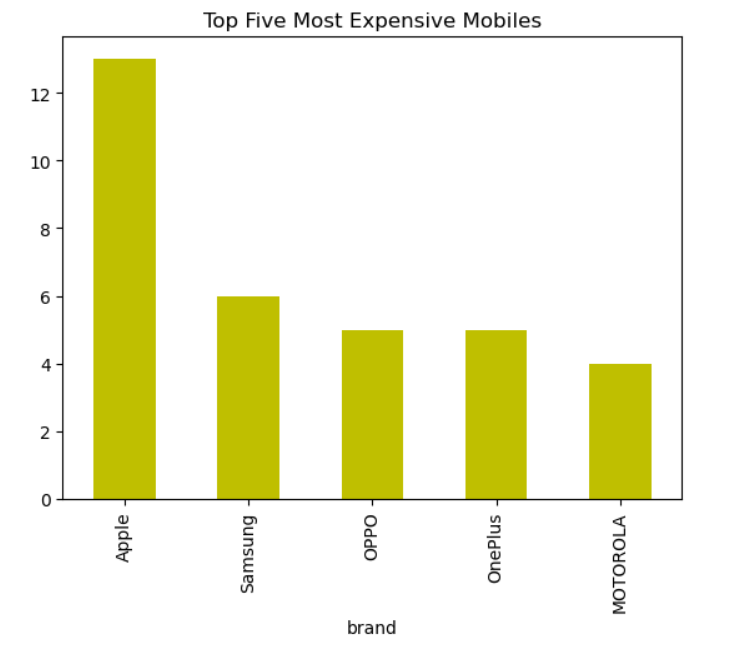 Top Five Most Expensive Mobiles
12
10
8
6
4
2
0
Apple
Samsung
OPPO
OnePlus
MOTOROLA
brand